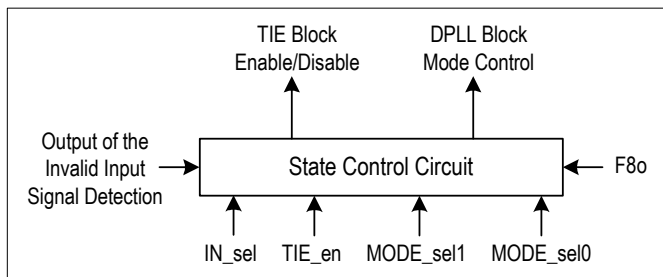 TIE Block
Enable/Disable
DPLL Block
Mode Control
Output of the
Invalid Input
Signal Detection
State Control Circuit
F8o
IN_sel
TIE_en
MODE_sel1
MODE_sel0